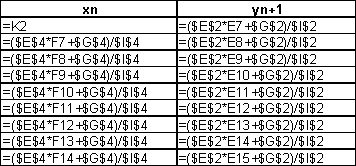 xn yn+1
=K2 =($E$2*E7+$G$2)/$I$2
=($E$4*F7+$G$4)/$I$4 =($E$2*E8+$G$2)/$I$2
=($E$4*F8+$G$4)/$I$4 =($E$2*E9+$G$2)/$I$2
=($E$4*F9+$G$4)/$I$4 =($E$2*E10+$G$2)/$I$2
=($E$4*F10+$G$4)/$I$4 =($E$2*E11+$G$2)/$I$2
=($E$4*F11+$G$4)/$I$4 =($E$2*E12+$G$2)/$I$2
=($E$4*F12+$G$4)/$I$4 =($E$2*E13+$G$2)/$I$2
=($E$4*F13+$G$4)/$I$4 =($E$2*E14+$G$2)/$I$2
=($E$4*F14+$G$4)/$I$4 =($E$2*E15+$G$2)/$I$2